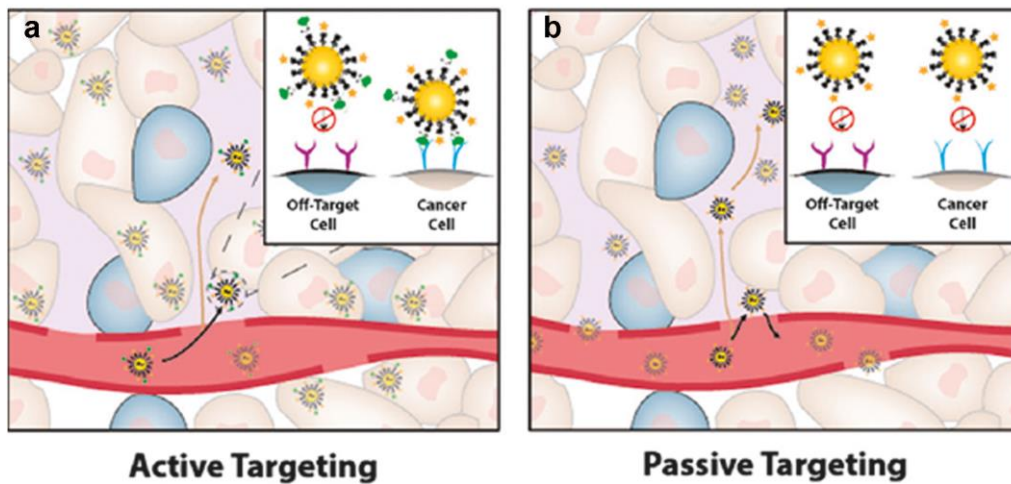 a
Off-Target
Cell
Cancer
Cell
Active Targeting
b
Off-Target
Cell
Cancer
Cell
Passive Targeting